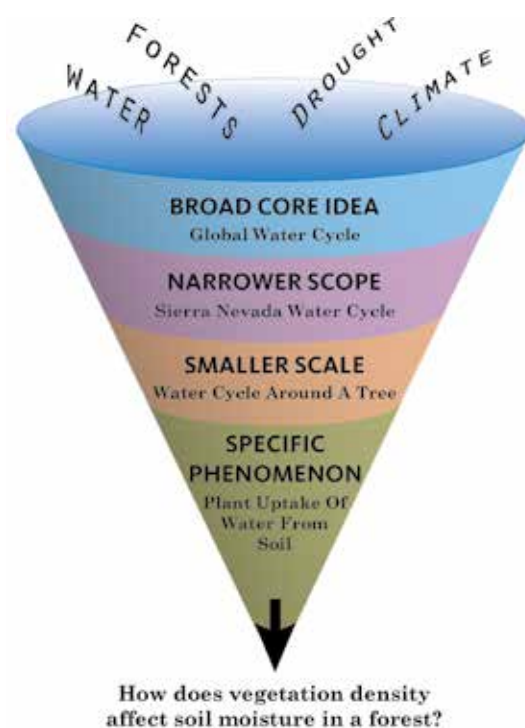 WATER
FORESTS
DROUGHT
CLIMATE
BROAD CORE IDEA
Global Water Cycle
NARROWER SCOPE
Sierra Nevada Water Cycle
SMALLER SCALE
Water Cycle Around A Tree
SPECIFIC
PHENOMENON
Plant Uptake Of
Water From
Soil
How does vegetation density
affect soil moisture in a forest?